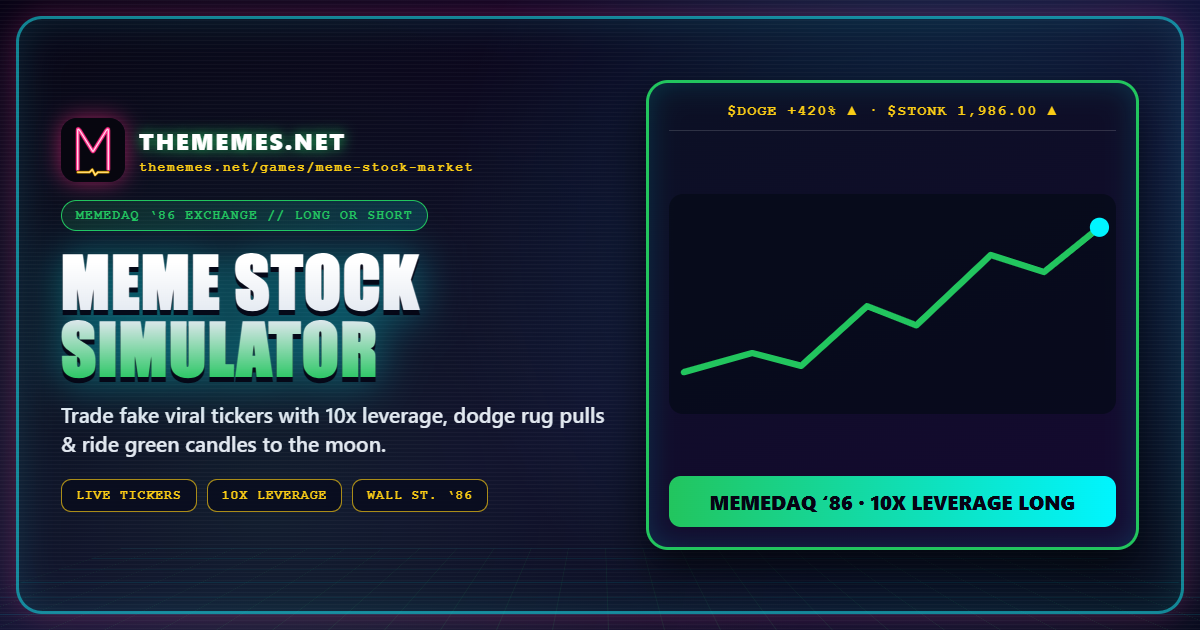 THEMEMES.NET
thememes.net/games/meme-stock-market
MEMEDAQ ‘86 EXCHANGE // LONG OR SHORT
MEME STOCK
SIMULATOR
Trade fake viral tickers with 10x leverage, dodge rug pulls
& ride green candles to the moon.
LIVE TICKERS
10X LEVERAGE
WALL ST. ‘86
$DOGE +420% ▲ · $STONK 1,986.00 ▲
MEMEDAQ ‘86 · 10X LEVERAGE LONG